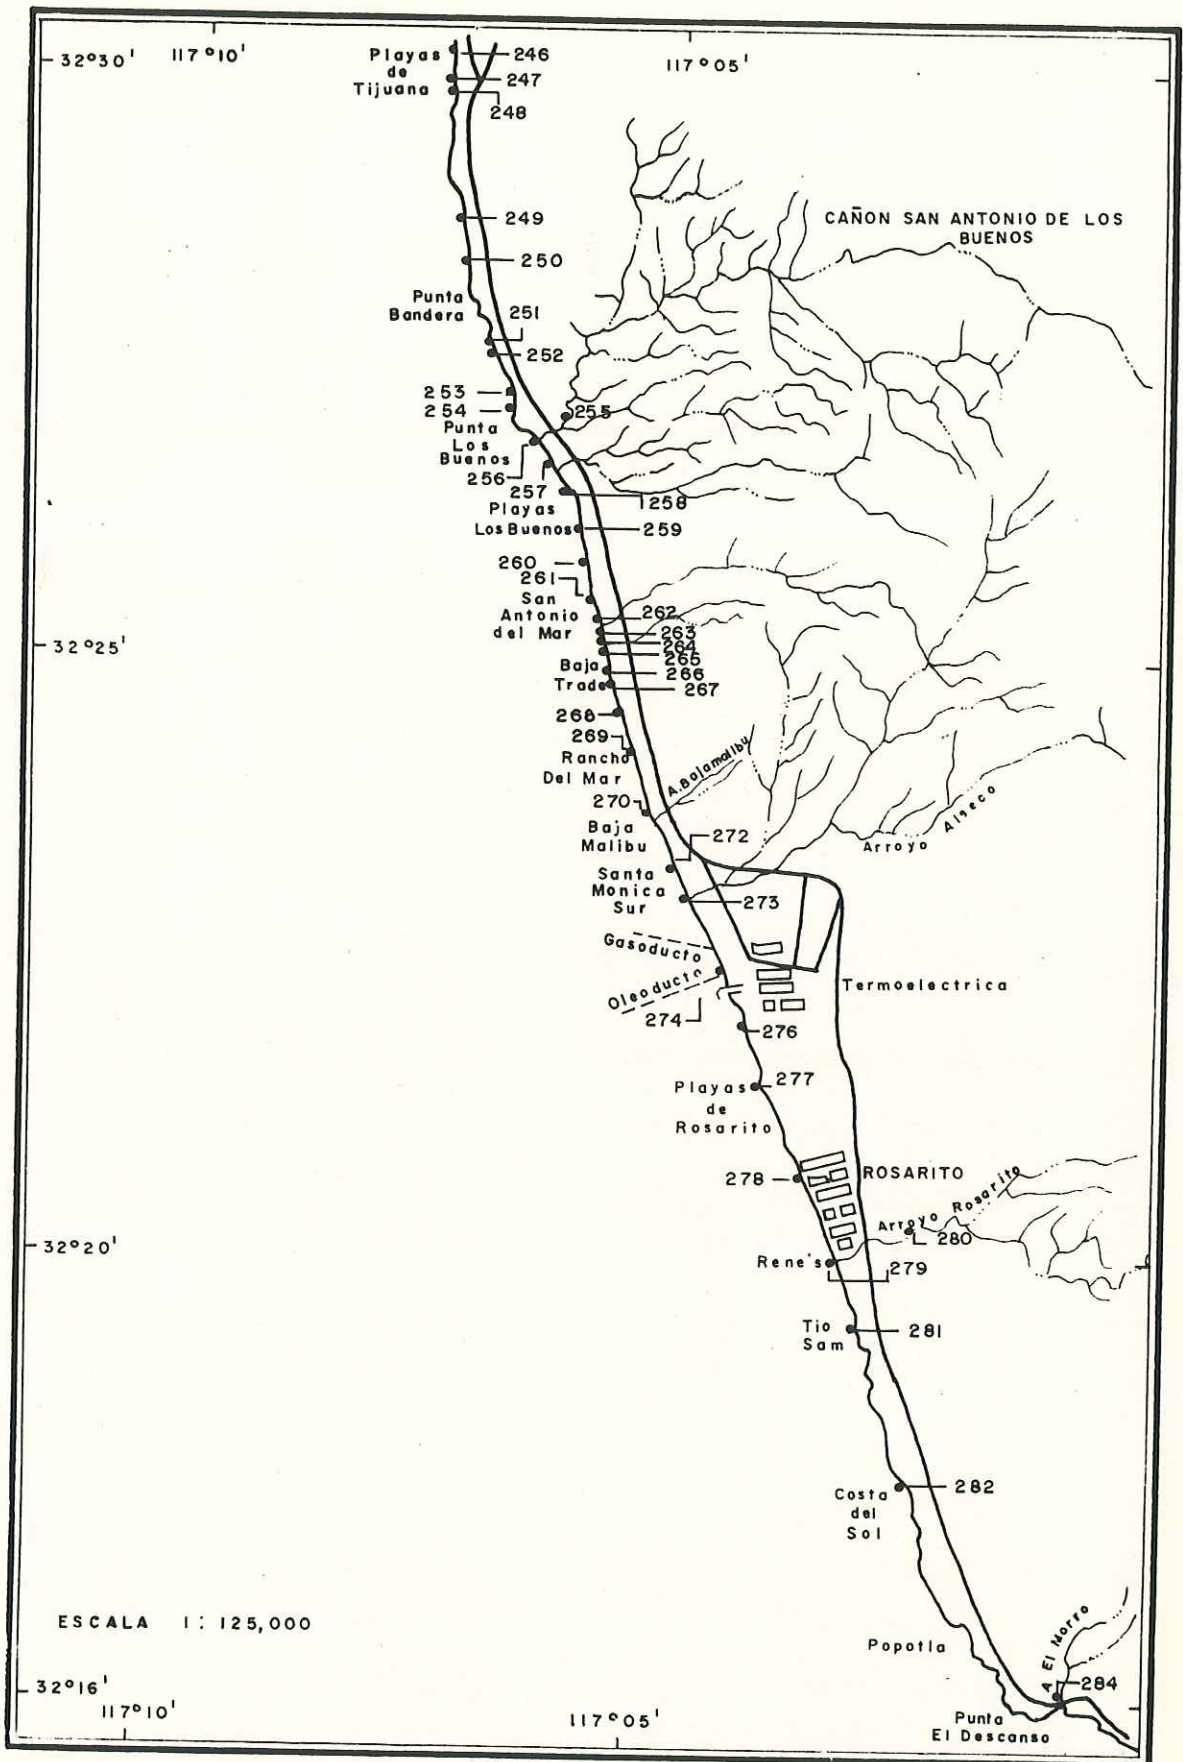 32°30'
117°10'
117°05'
Playas
de
Tijuana
246
247
248
CAÑON SAN ANTONIO DE LOS
BUENOS
249
250
Punta
Bandera
251
252
253
254
255
Punta
Los
Buenos
256
257
258
Playas
Los Buenos
259
260
261
San
Antonio
del Mar
262
263
264
265
266
267
32°25'
Baja
Trade
268
269
Rancho
Del Mar
A. Bajamalibu
270
Baja
Malibu
Arroyo Alseco
272
Santa
Monica
Sur
273
Gasoducto
Oleoducto
Termoelectrica
274
276
277
Playas
de
Rosarito
278
ROSARITO
Arroyo Rosarito
280
32°20'
Rene's
279
Tio
Sam
281
282
Costa
del
Sol
ESCALA 1: 125,000
Popotla
A El Morro
284
32°16'
117°10'
117°05'
Punta
El Descanso